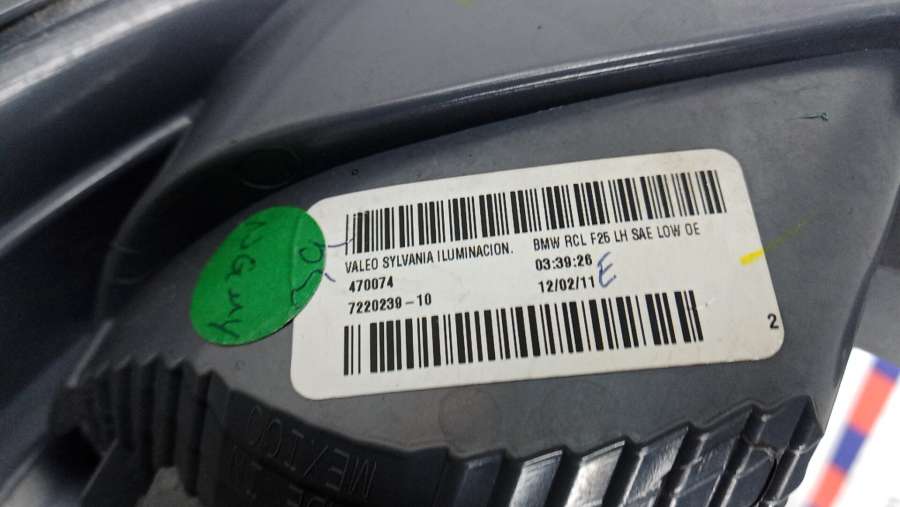 VALEO SYLVANIA ILUMINACION. BMW RCL F25 LH SAE LOW OE
470074 03:39:26
7220239-10 12/02/11 E
2
MEXICO